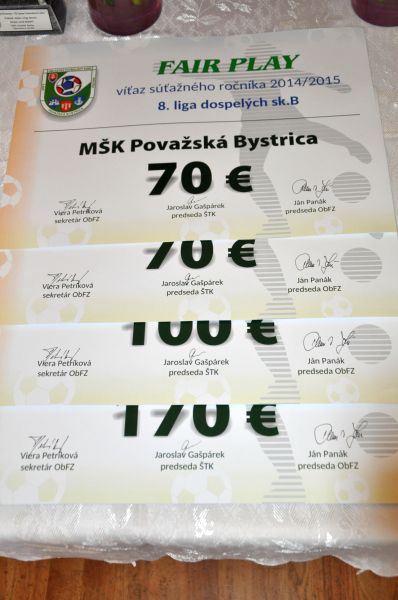 FAIR PLAY
víťaz súťažného ročníka 2014/2015
8. liga dospelých sk.B
MŠK Považská Bystrica
70 €
Viera Petríková
sekretár ObFZ
Jaroslav Gašpárek
predseda ŠTK
Ján Panák
predseda ObFZ
70 €
Viera Petríková
sekretár ObFZ
Jaroslav Gašpárek
predseda ŠTK
Ján Panák
predseda ObFZ
100 €
Viera Petríková
sekretár ObFZ
Jaroslav Gašpárek
predseda ŠTK
Ján Panák
predseda ObFZ
170 €
Viera Petríková
sekretár ObFZ
Jaroslav Gašpárek
predseda ŠTK
Ján Panák
predseda ObFZ